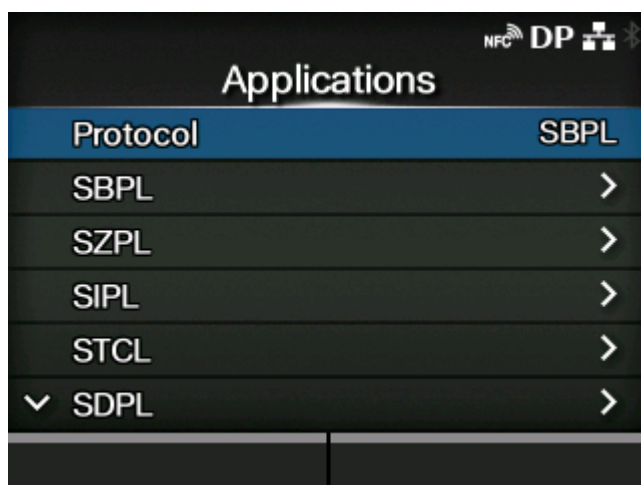 NFC DP
Applications
Protocol SBPL
SBPL
SZPL
SIPL
STCL
SDPL